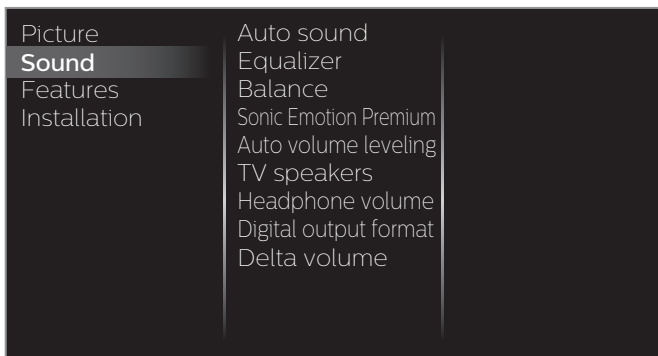 Picture
Sound
Features
Installation
Auto sound
Equalizer
Balance
Sonic Emotion Premium
Auto volume leveling
TV speakers
Headphone volume
Digital output format
Delta volume